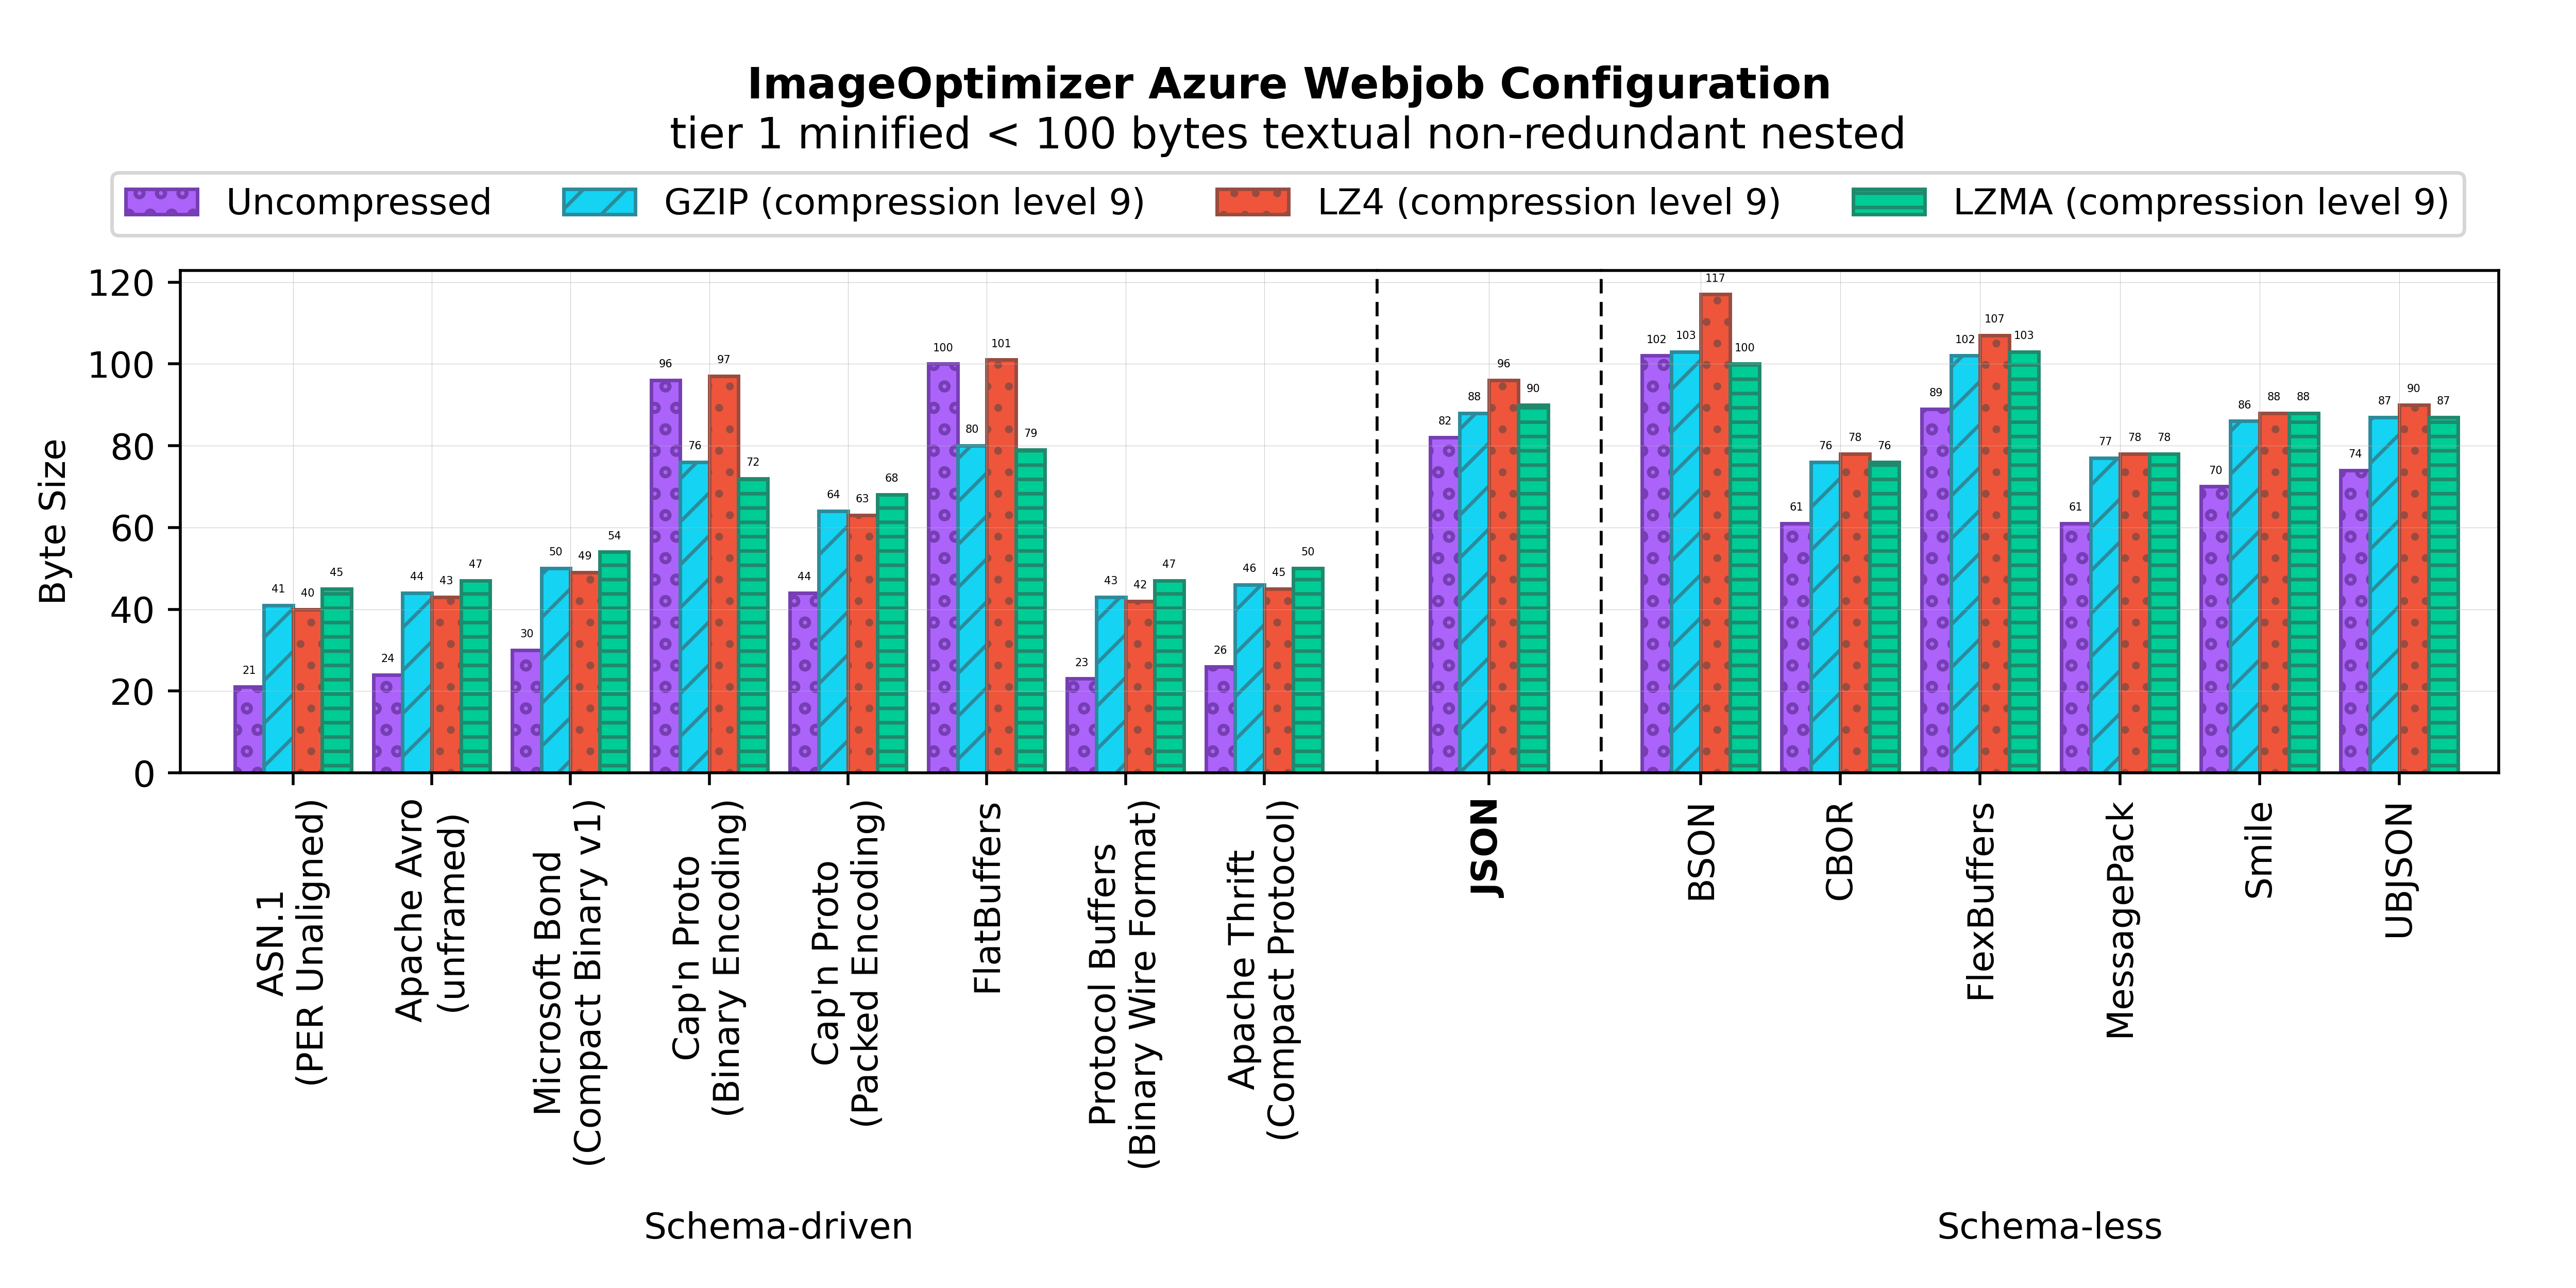 ImageOptimizer Azure Webjob Configuration
tier 1 minified < 100 bytes textual non-redundant nested
Uncompressed
GZIP (compression level 9)
LZ4 (compression level 9)
LZMA (compression level 9)
Byte Size
120
100
80
60
40
20
0
21 41 40 45
24 44 43 47
30 50 49 54
96 76 97 72
44 64 63 68
100 80 101 79
23 43 42 47
26 46 45 50
82 88 96 90
102 103 117 100
61 76 78 76
89 102 107 103
61 77 78 78
70 86 88 88
74 87 90 87
ASN.1
(PER Unaligned)
Apache Avro
(unframed)
Microsoft Bond
(Compact Binary v1)
Cap'n Proto
(Binary Encoding)
Cap'n Proto
(Packed Encoding)
FlatBuffers
Protocol Buffers
(Binary Wire Format)
Apache Thrift
(Compact Protocol)
JSON
BSON
CBOR
FlexBuffers
MessagePack
Smile
UBJSON
Schema-driven
Schema-less